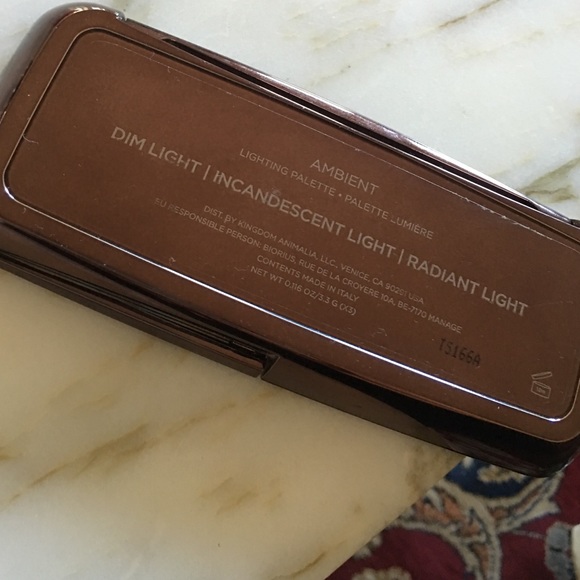 AMBIENT
LIGHTING PALETTE • PALETTE LUMIÈRE
DIM LIGHT | INCANDESCENT LIGHT | RADIANT LIGHT
DIST. BY KINGDOM ANIMALIA, LLC., VENICE, CA 90291 USA
EU RESPONSIBLE PERSON: BIORIUS, RUE DE LA CROYERE 10A, BE-7170 MANAGE
CONTENTS MADE IN ITALY
NET WT 0.116 OZ/3.3 G (X3)
T5166A